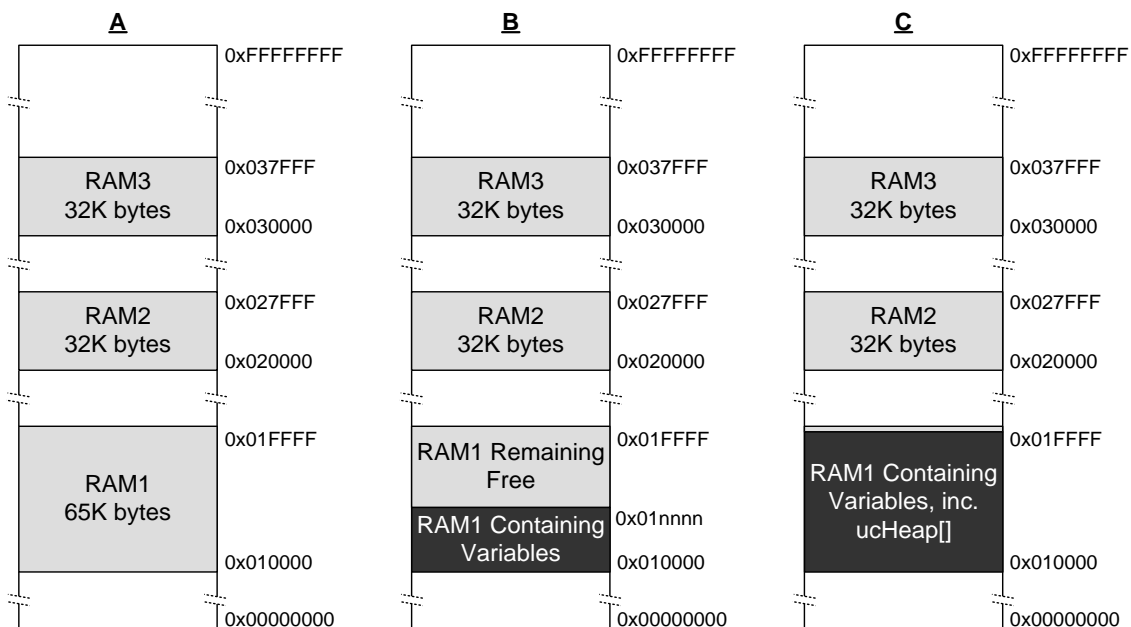 A
0xFFFFFFFF
RAM3
32K bytes
0x037FFF
0x030000
RAM2
32K bytes
0x027FFF
0x020000
RAM1
65K bytes
0x01FFFF
0x010000
0x00000000
B
0xFFFFFFFF
RAM3
32K bytes
0x037FFF
0x030000
RAM2
32K bytes
0x027FFF
0x020000
RAM1 Remaining
Free
0x01FFFF
RAM1 Containing
Variables
0x01nnnn
0x010000
0x00000000
C
0xFFFFFFFF
RAM3
32K bytes
0x037FFF
0x030000
RAM2
32K bytes
0x027FFF
0x020000
RAM1 Containing
Variables, inc.
ucHeap[]
0x01FFFF
0x010000
0x00000000